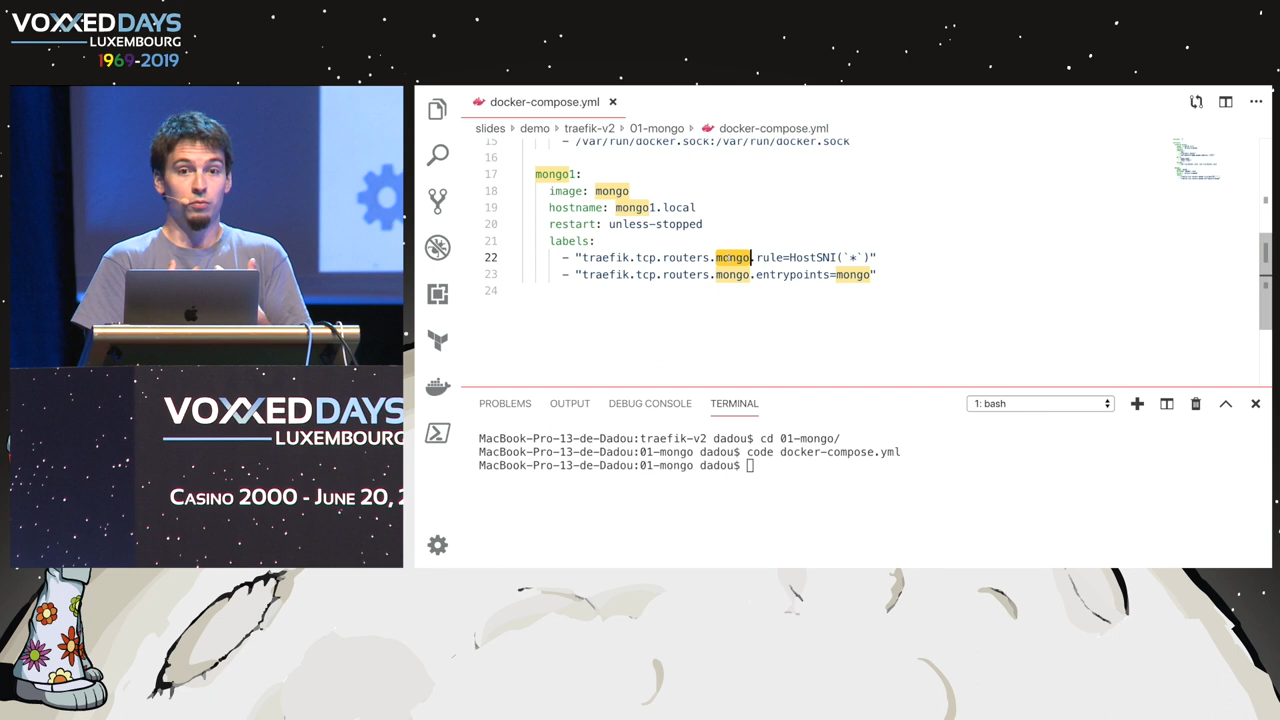 VOXXED DAYS
LUXEMBOURG
1969-2019
VOXXED DAYS
LUXEMBOURG
CASINO 2000 - JUNE 20, 2
docker-compose.yml
slides demo traefik-v2 01-mongo docker-compose.yml
15 - /var/run/docker.sock:/var/run/docker.sock
16
17 mongo1:
18 image: mongo
19 hostname: mongo1.local
20 restart: unless-stopped
21 labels:
22 - "traefik.tcp.routers.mongo.rule=HostSNI(`*`)"
23 - "traefik.tcp.routers.mongo.entrypoints=mongo"
24
PROBLEMS OUTPUT DEBUG CONSOLE TERMINAL 1: bash
MacBook-Pro-13-de-Dadou:traefik-v2 dadou$ cd 01-mongo/
MacBook-Pro-13-de-Dadou:01-mongo dadou$ code docker-compose.yml
MacBook-Pro-13-de-Dadou:01-mongo dadou$